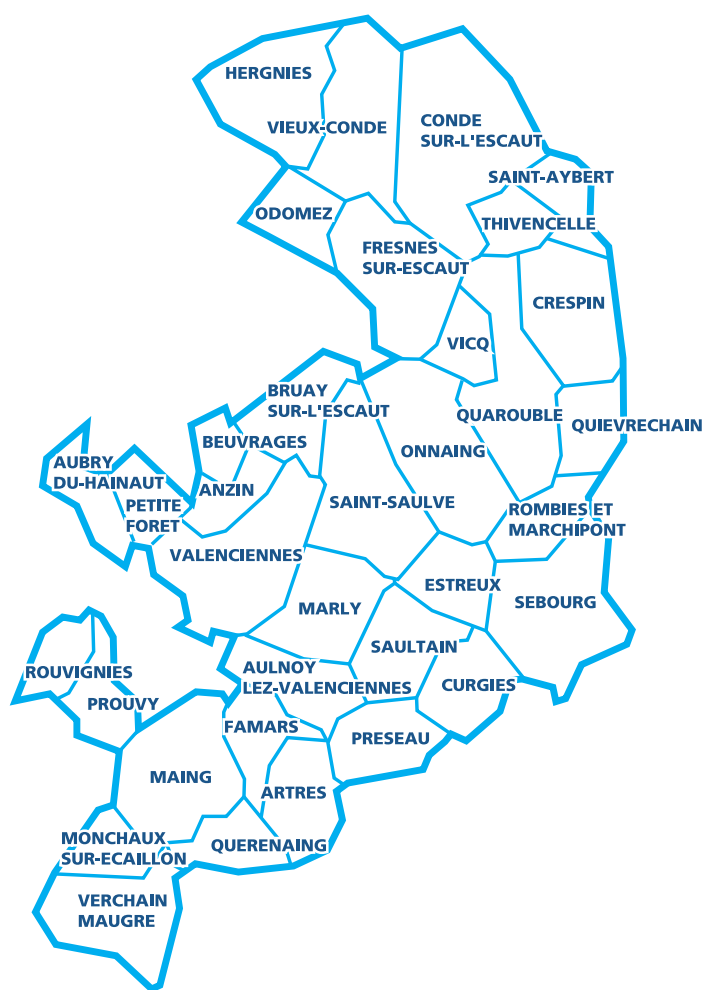 HERGNIES
VIEUX-CONDE
CONDE
SUR-L'ESCAUT
SAINT-AYBERT
ODOMEZ
THIVENCELLE
FRESNES
SUR-ESCAUT
CRESPIN
VICQ
BRUAY
SUR-L'ESCAUT
QUAROUBLE
QUIEVRECHAIN
BEUVRAGES
ONNAING
AUBRY
DU-HAINAUT
ANZIN
PETITE
FORET
SAINT-SAULVE
ROMBIES ET
MARCHIPONT
VALENCIENNES
ESTREUX
SEBOURG
MARLY
SAULTAIN
ROUVIGNIES
AULNOY
LEZ-VALENCIENNES
CURGIES
PROUVY
FAMARS
PRESEAU
MAING
ARTRES
MONCHAUX
SUR-ECAILLON
QUERENAING
VERCHAIN
MAUGRE